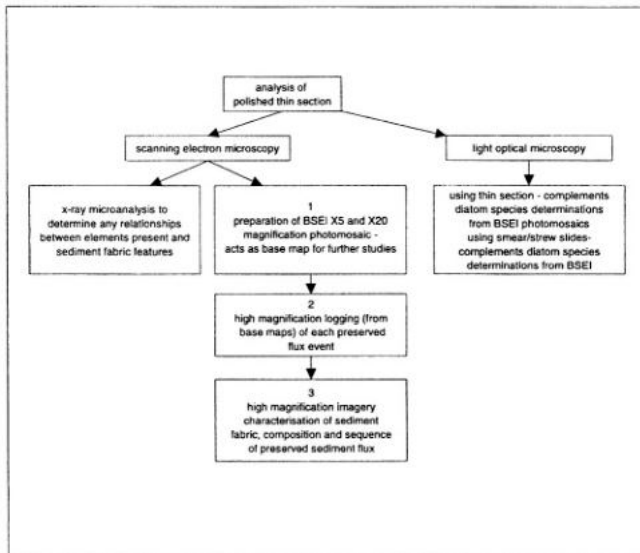 analysis of
polished thin section
scanning electron microscopy
light optical microscopy
x-ray microanalysis to
determine any relationships
between elements present and
sediment fabric features
1
preparation of BSEI X5 and X20
magnification photomosaic -
acts as base map for further studies
using thin section - complements
diatom species determinations
from BSEI photomosaics
using smear/strew slides-
complements diatom species
determinations from BSEI
2
high magnification logging (from
base maps) of each preserved
flux event
3
high magnification imagery
characterisation of sediment
fabric, composition and sequence
of preserved sediment flux